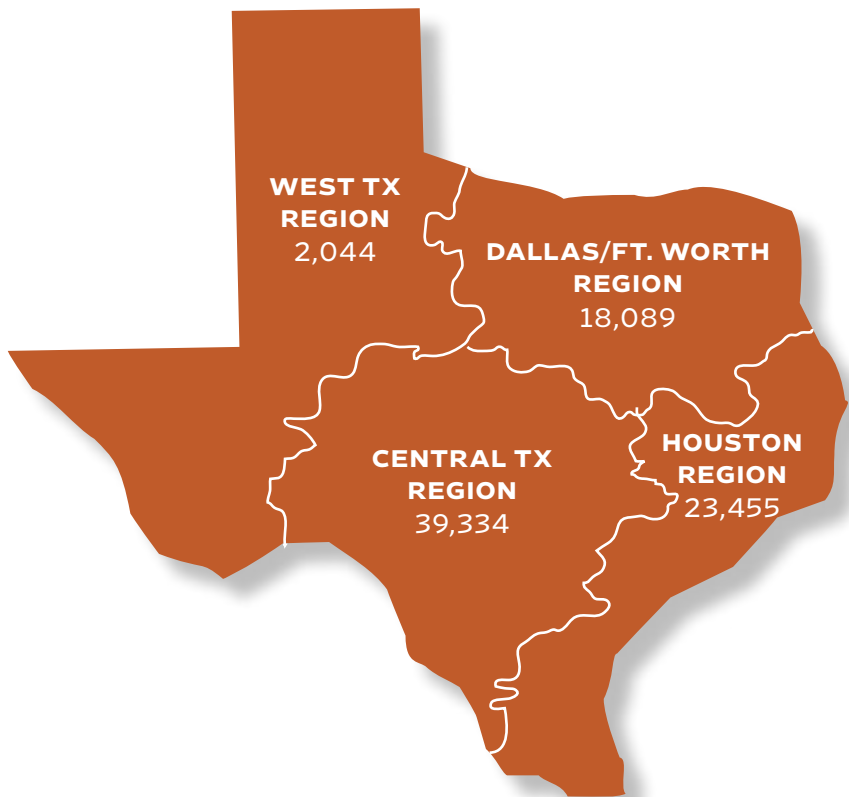 WEST TX
REGION
2,044
DALLAS/FT. WORTH
REGION
18,089
CENTRAL TX
REGION
39,334
HOUSTON
REGION
23,455